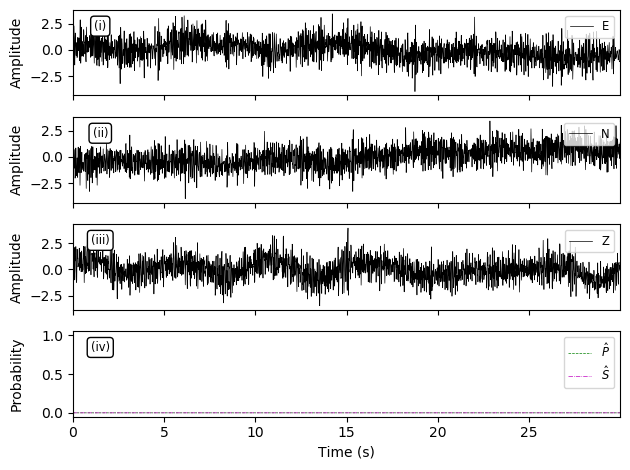 2.5
0.0
−2.5
Amplitude
(i)
E
2.5
0.0
−2.5
Amplitude
(ii)
N
2.5
0.0
−2.5
Amplitude
(iii)
Z
1.0
0.5
0.0
Probability
(iv)
P̂
Ŝ
0 5 10 15 20 25
Time (s)